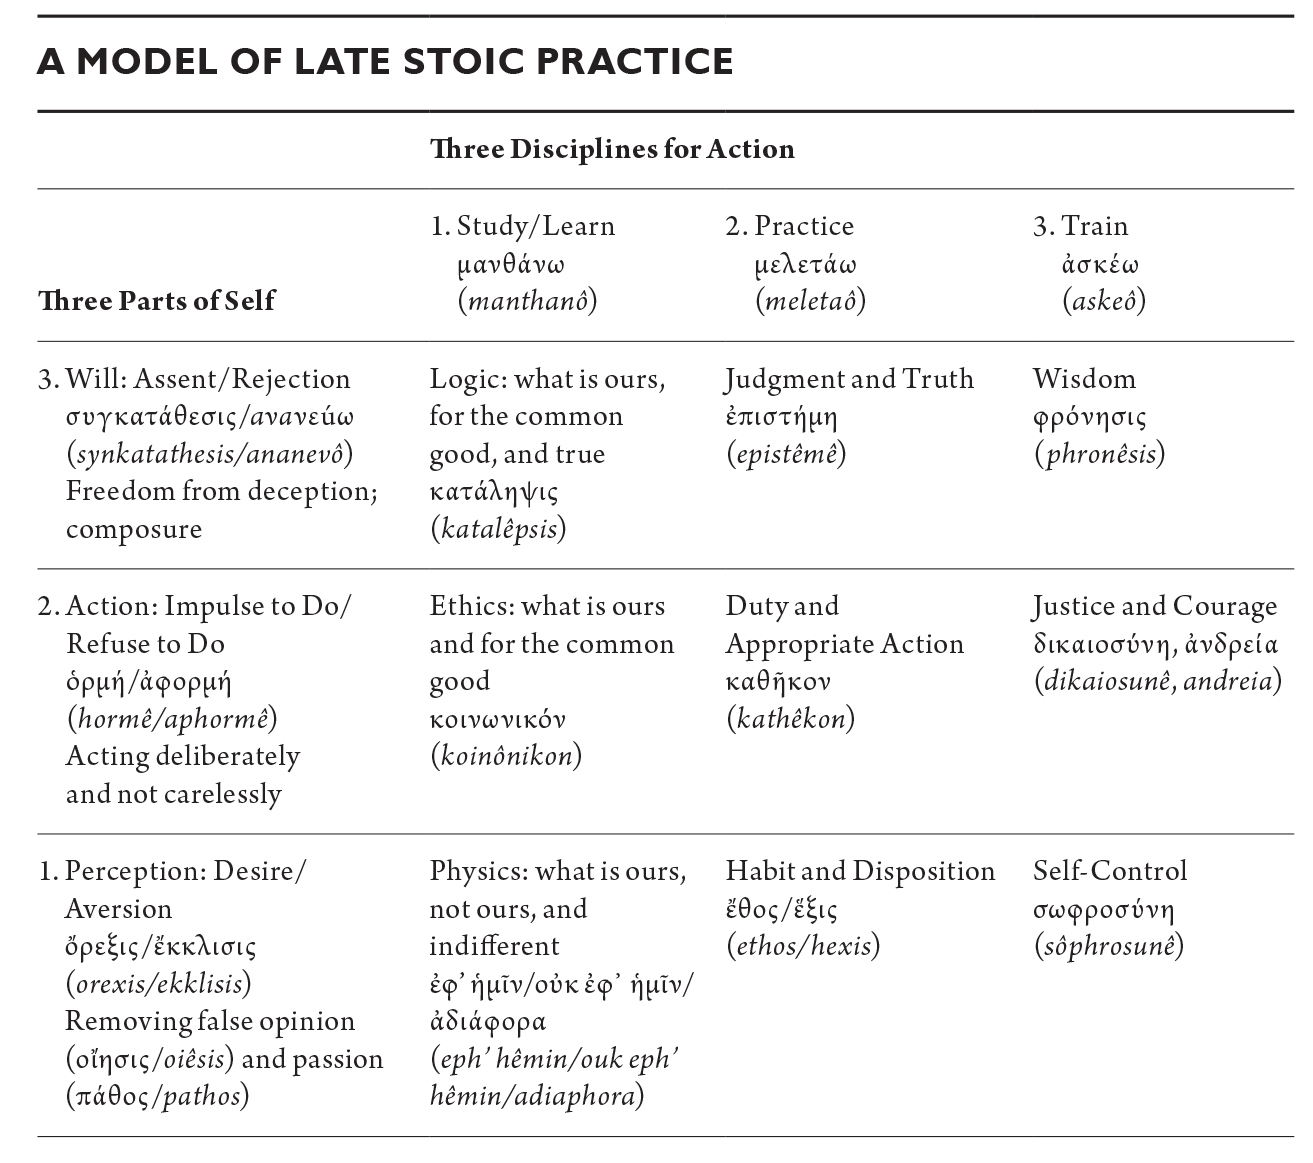 A MODEL OF LATE STOIC PRACTICE
Three Disciplines for Action
Three Parts of Self
1. Study/Learn
μανθάνω
(manthanô)
2. Practice
μελετάω
(meletaô)
3. Train
ἀσκέω
(askeô)
3. Will: Assent/Rejection
συγκατάθεσις/ανανεύω
(synkatathesis/ananevô)
Freedom from deception;
composure
Logic: what is ours,
for the common
good, and true
κατάληψις
(katalêpsis)
Judgment and Truth
ἐπιστήμη
(epistêmê)
Wisdom
φρόνησις
(phronêsis)
2. Action: Impulse to Do/
Refuse to Do
ὁρμή/ἀφορμή
(hormê/aphormê)
Acting deliberately
and not carelessly
Ethics: what is ours
and for the common
good
κοινωνικόν
(koinônikon)
Duty and
Appropriate Action
καθῆκον
(kathêkon)
Justice and Courage
δικαιοσύνη, ἀνδρεία
(dikaiosunê, andreia)
1. Perception: Desire/
Aversion
ὄρεξις/ἔκκλισις
(orexis/ekklisis)
Removing false opinion
(οἴησις/oiêsis) and passion
(πάθος/pathos)
Physics: what is ours,
not ours, and
indifferent
ἐφ’ ἡμῖν/οὐκ ἐφ’ ἡμῖν/
ἀδιάφορα
(eph’ hêmin/ouk eph’
hêmin/adiaphora)
Habit and Disposition
ἔθος/ἕξις
(ethos/hexis)
Self-Control
σωφροσύνη
(sôphrosunê)